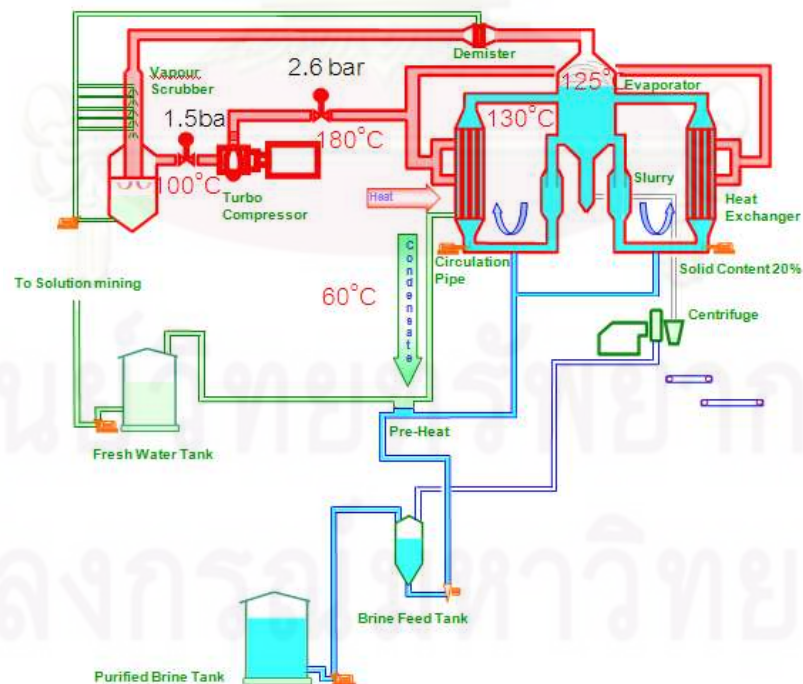 Demister
Vapour
Scrubber
2.6 bar
125°
Evaporator
1.5ba
130°C
180°C
100°C
Turbo
Compressor
Heat
Slurry
Heat
Exchanger
Condensate
Circulation
Pipe
Solid Content 20%
To Solution mining
60°C
Centrifuge
Pre-Heat
Fresh Water Tank
Brine Feed Tank
Purified Brine Tank